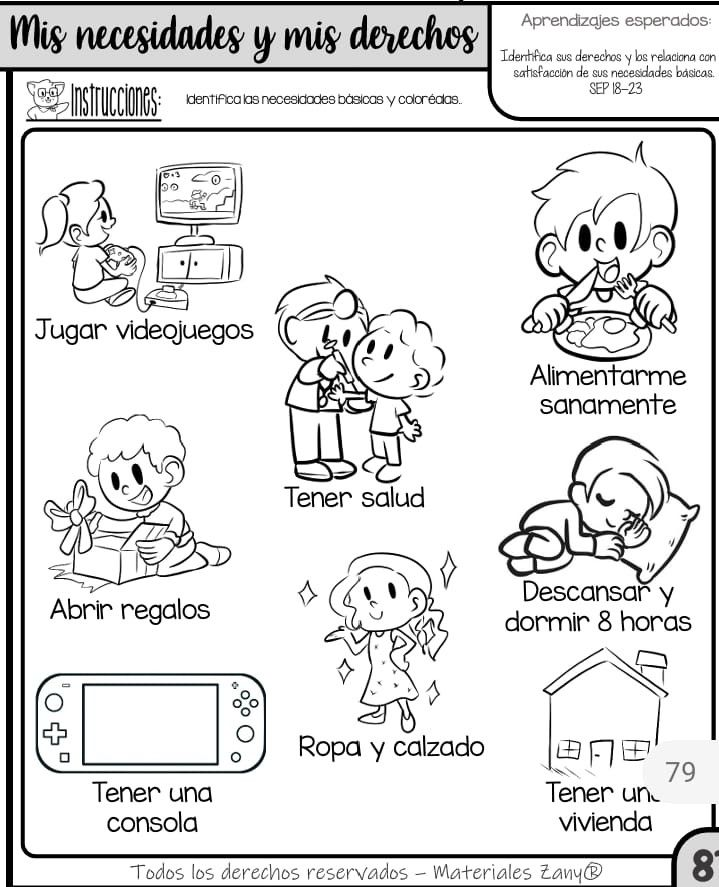 Mis necesidades y mis derechos
Aprendizajes esperados:
Identifica sus derechos y los relaciona con
satisfacción de sus necesidades básicas.
SEP 18-23
Instrucciones:
Identifica las necesidades básicas y coloréalas..
Jugar videojuegos
Alimentarme
sanamente
Tener salud
Abrir regalos
Descansar y
dormir 8 horas
Ropa y calzado
Tener una
consola
Tener
vivienda
79
Todos los derechos reservados - Materiales Zany®